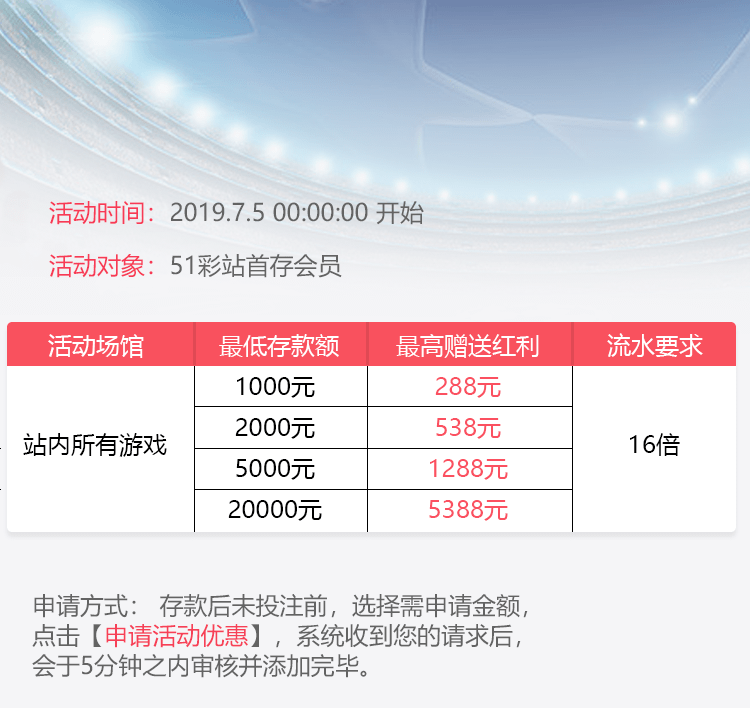 活动时间：2019.7.5 00:00:00 开始
活动对象：51彩站首存会员
活动场馆 最低存款额 最高赠送红利 流水要求
1000元 288元
2000元 538元
站内所有游戏 16倍
5000元 1288元
20000元 5388元
申请方式： 存款后未投注前，选择需申请金额，
点击【申请活动优惠】，系统收到您的请求后，
会于5分钟之内审核并添加完毕。